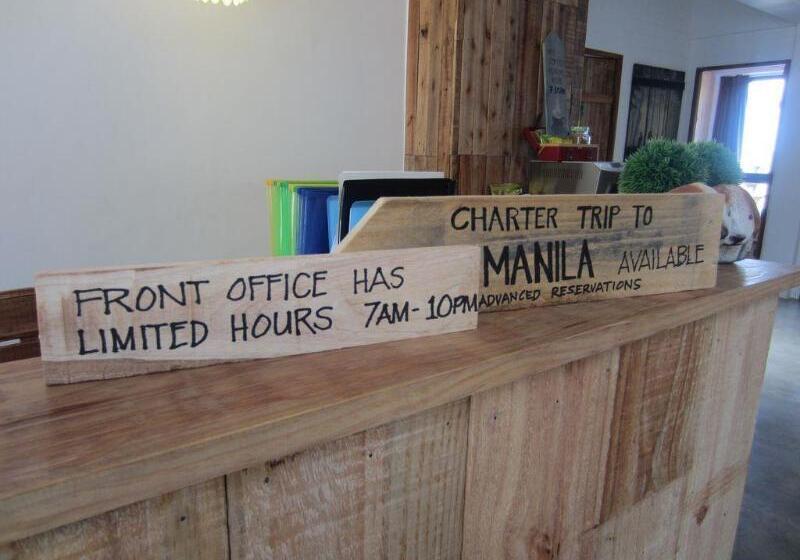 FRONT OFFICE HAS
LIMITED HOURS 7AM-10PM
CHARTER TRIP TO
MANILA AVAILABLE
ADVANCED RESERVATIONS